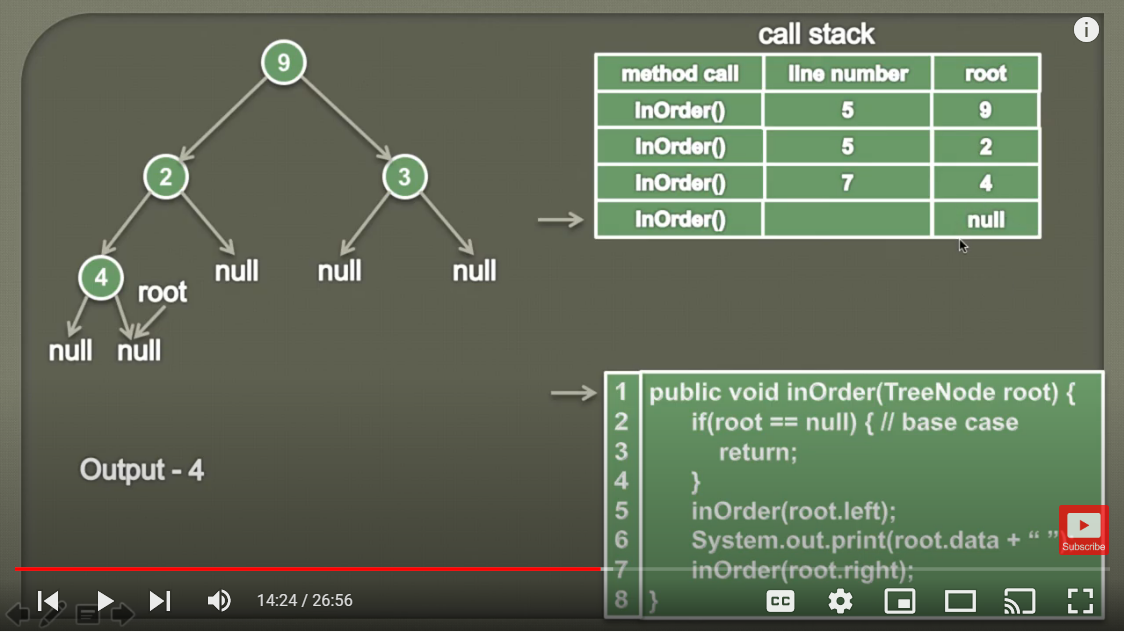 call stack
method call line number root
InOrder() 5 9
InOrder() 5 2
InOrder() 7 4
InOrder() null
9
2 3
4 root null null null
null null
Output - 4
1 public void inOrder(TreeNode root) {
2 if(root == null) { // base case
3 return;
4 }
5 inOrder(root.left);
6 System.out.print(root.data + “ ”
7 inOrder(root.right);
8 }
Subscribe
14:24 / 26:56
CC
i